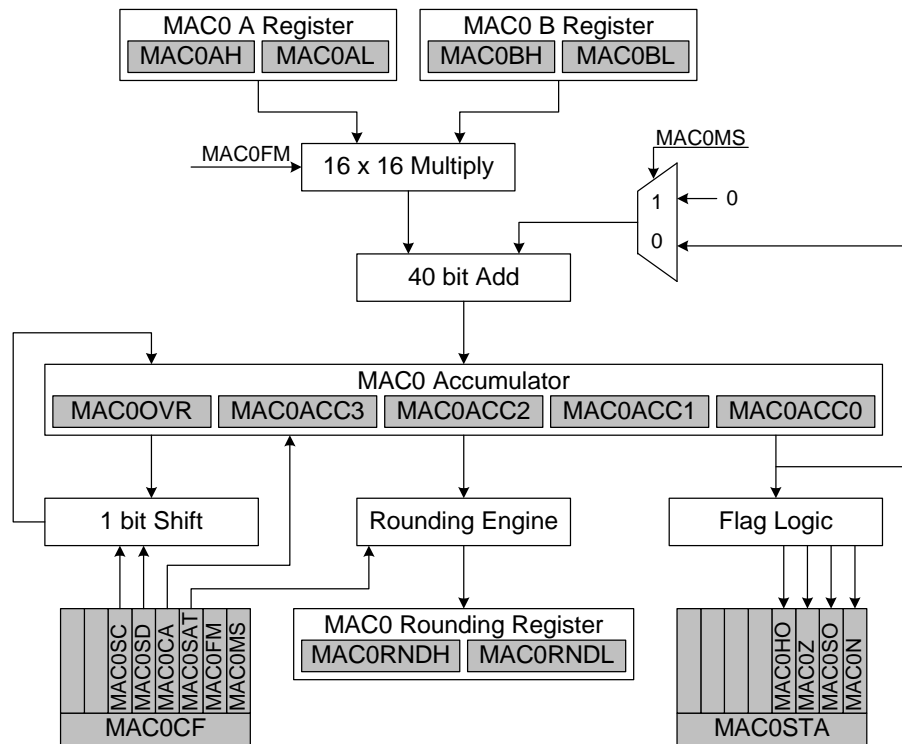 MAC0 A Register
MAC0AH MAC0AL
MAC0 B Register
MAC0BH MAC0BL
MAC0FM
16 x 16 Multiply
MAC0MS
1
0
0
40 bit Add
MAC0 Accumulator
MAC0OVR MAC0ACC3 MAC0ACC2 MAC0ACC1 MAC0ACC0
1 bit Shift
Rounding Engine
Flag Logic
MAC0SC
MAC0SD
MAC0CA
MAC0SAT
MAC0FM
MAC0MS
MAC0CF
MAC0 Rounding Register
MAC0RNDH MAC0RNDL
MAC0HO
MAC0Z
MAC0SO
MAC0N
MAC0STA